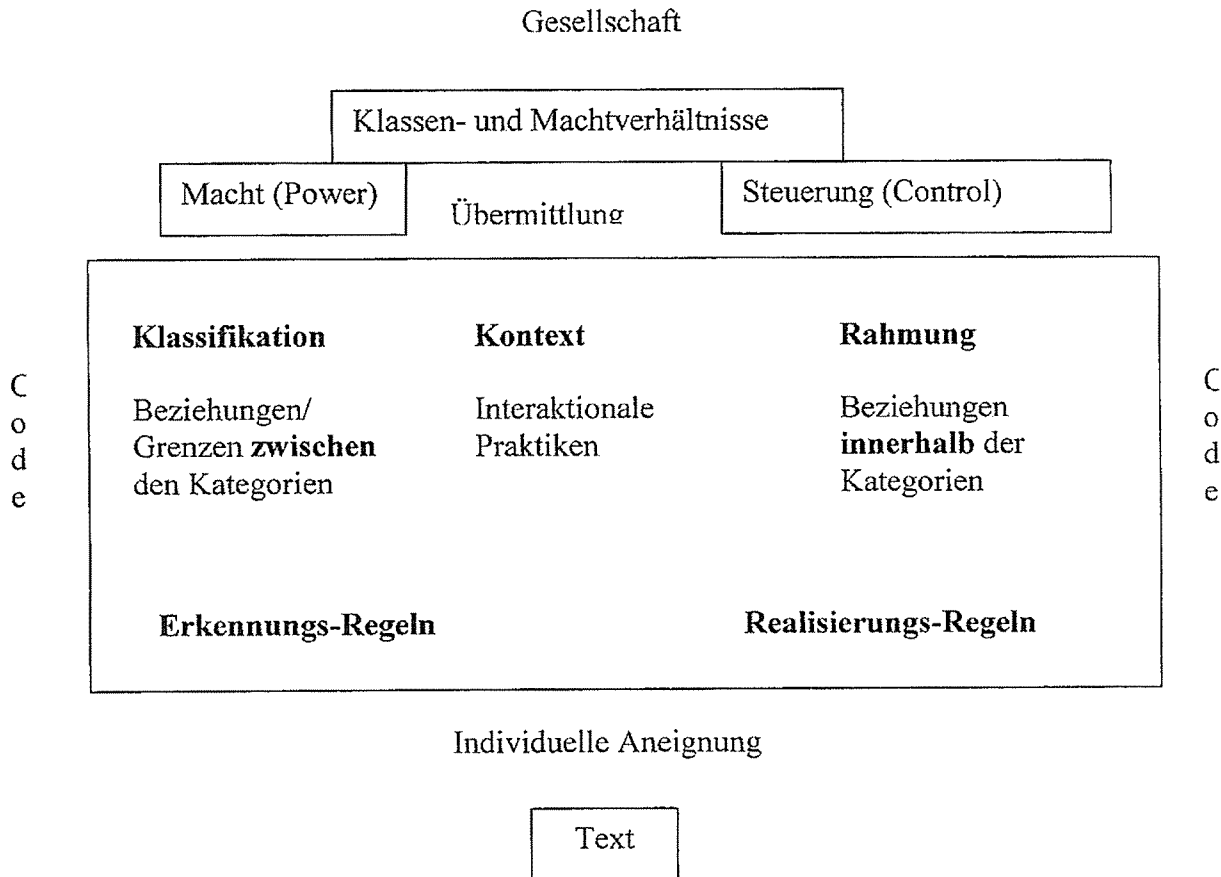 Gesellschaft
Klassen- und Machtverhältnisse
Macht (Power)
Übermittlung
Steuerung (Control)
Klassifikation
Kontext
Rahmung
Beziehungen/
Grenzen zwischen
den Kategorien
Interaktionale
Praktiken
Beziehungen
innerhalb der
Kategorien
C
o
d
e
C
o
d
e
Erkennungs-Regeln
Realisierungs-Regeln
Individuelle Aneignung
Text